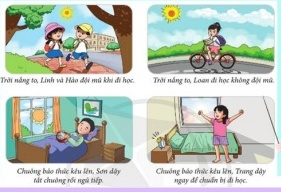 Trời nắng to, Linh và Hảo đội mũ khi đi học.
Trời nắng to, Loan đi học không đội mũ.
Chuông báo thức kêu lên, Sơn dậy
tắt chuông rồi ngủ tiếp.
Chuông báo thức kêu lên, Trang dậy
ngay để chuẩn bị đi học.